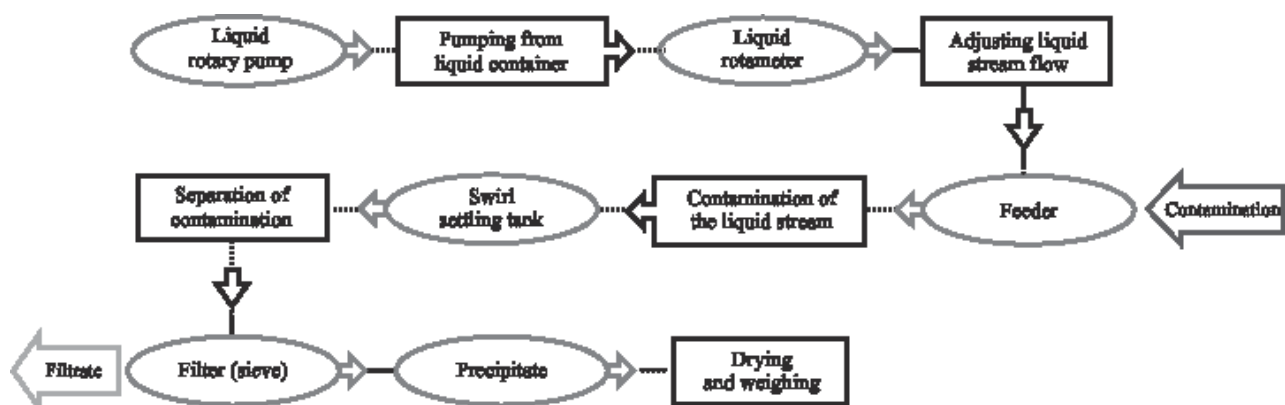 Liquid
rotary pump
Pumping from
liquid container
Liquid
rotameter
Adjusting liquid
stream flow
Separation of
contamination
Swirl
settling tank
Contamination of
the liquid stream
Feeder
Contamination
Filtrate
Filter (sieve)
Precipitate
Drying
and weighing